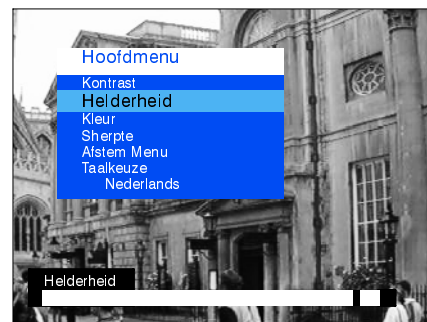 Hoofdmenu
Kontrast
Helderheid
Kleur
Sherpte
Afstem Menu
Taalkeuze
Nederlands
Helderheid